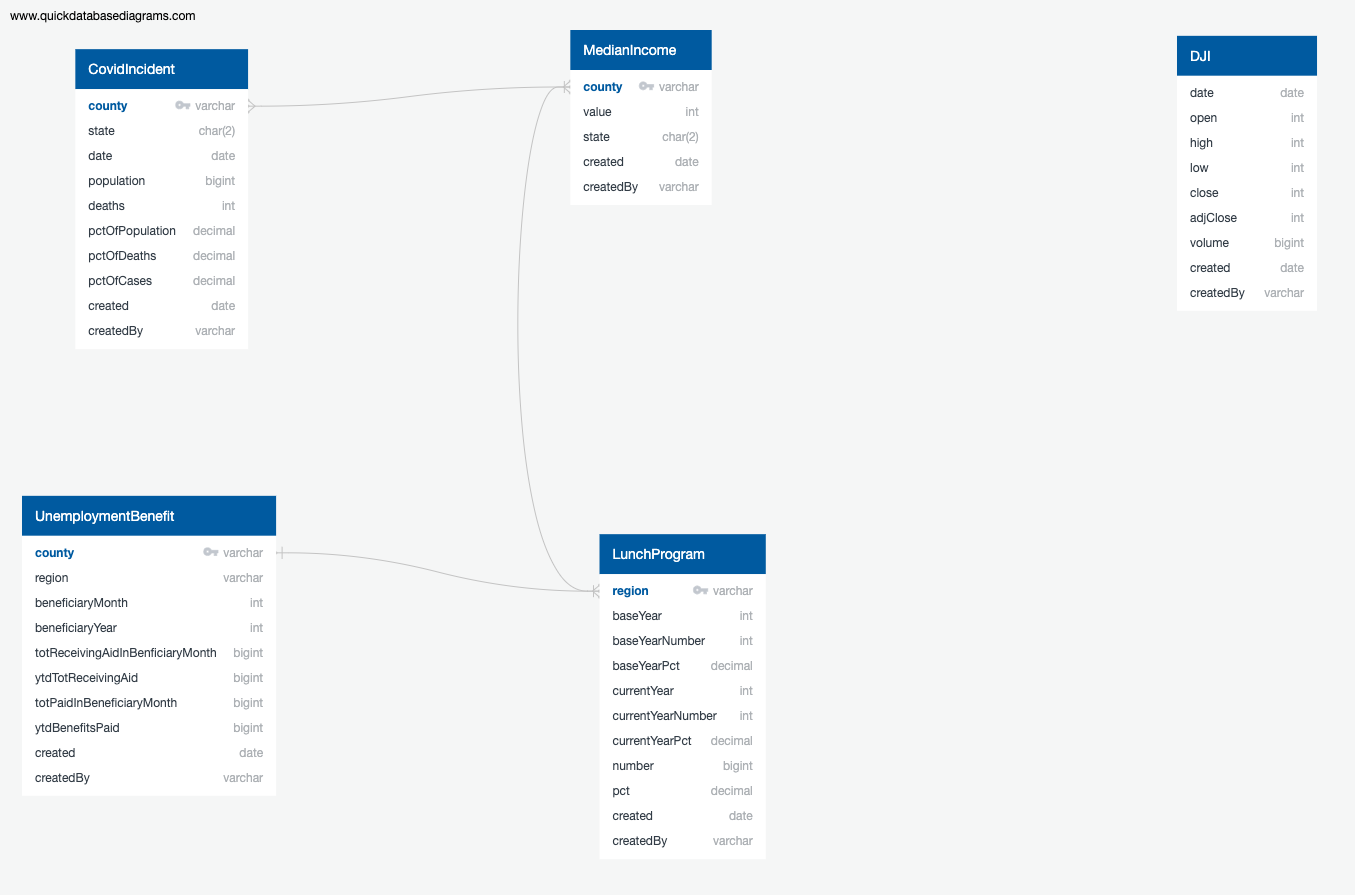 www.quickdatabasediagrams.com
CovidIncident
county varchar
state char(2)
date date
population bigint
deaths int
pctOfPopulation decimal
pctOfDeaths decimal
pctOfCases decimal
created date
createdBy varchar
MedianIncome
county varchar
value int
state char(2)
created date
createdBy varchar
DJI
date date
open int
high int
low int
close int
adjClose int
volume bigint
created date
createdBy varchar
UnemploymentBenefit
county varchar
region varchar
beneficiaryMonth int
beneficiaryYear int
totReceivingAidInBenficiaryMonth bigint
ytdTotReceivingAid bigint
totPaidInBeneficiaryMonth bigint
ytdBenefitsPaid bigint
created date
createdBy varchar
LunchProgram
region varchar
baseYear int
baseYearNumber int
baseYearPct decimal
currentYear int
currentYearNumber int
currentYearPct decimal
number bigint
pct decimal
created date
createdBy varchar